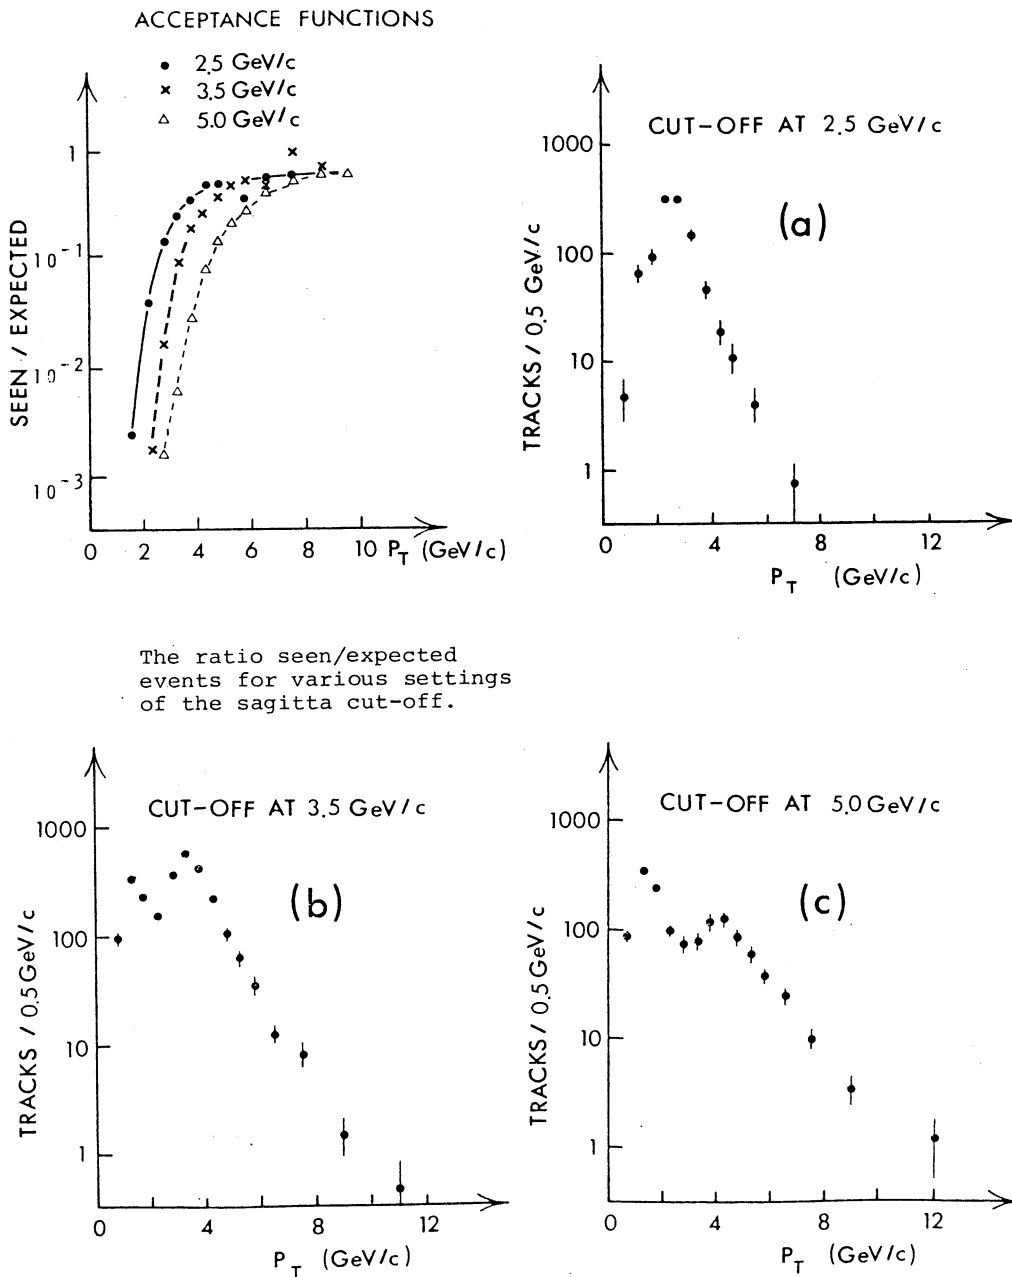 ACCEPTANCE FUNCTIONS
• 2.5 GeV/c
× 3.5 GeV/c
△ 5.0 GeV/c
SEEN / EXPECTED
1
10⁻¹
10⁻²
10⁻³
0 2 4 6 8 10 P_T (GeV/c)
CUT-OFF AT 2.5 GeV/c
(a)
TRACKS / 0.5 GeV/c
1000
100
10
1
0 4 8 12
P_T (GeV/c)
The ratio seen/expected
events for various settings
of the sagitta cut-off.
CUT-OFF AT 3.5 GeV/c
(b)
TRACKS / 0.5 GeV/c
1000
100
10
1
0 4 8 12
P_T (GeV/c)
CUT-OFF AT 5.0 GeV/c
(c)
TRACKS / 0.5 GeV/c
1000
100
10
1
0 4 8 12
P_T (GeV/c)